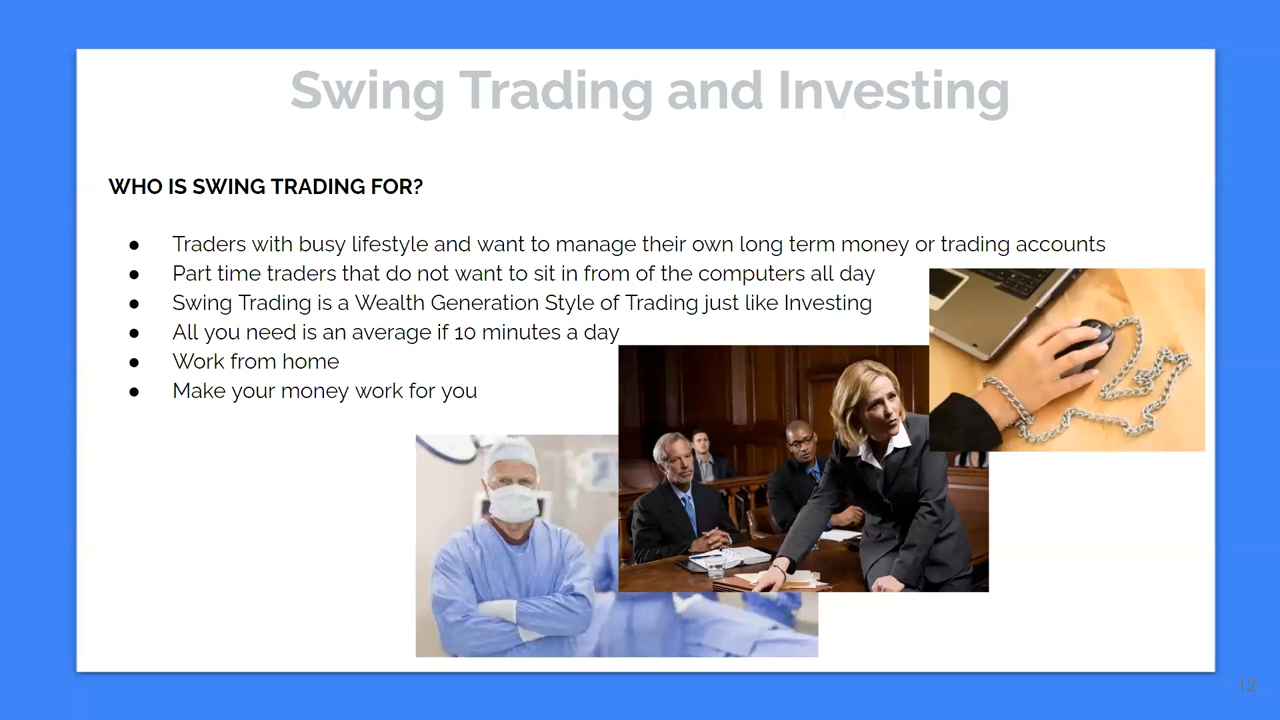 Swing Trading and Investing
WHO IS SWING TRADING FOR?
● Traders with busy lifestyle and want to manage their own long term money or trading accounts
● Part time traders that do not want to sit in from of the computers all day
● Swing Trading is a Wealth Generation Style of Trading just like Investing
● All you need is an average if 10 minutes a day
● Work from home
● Make your money work for you
12